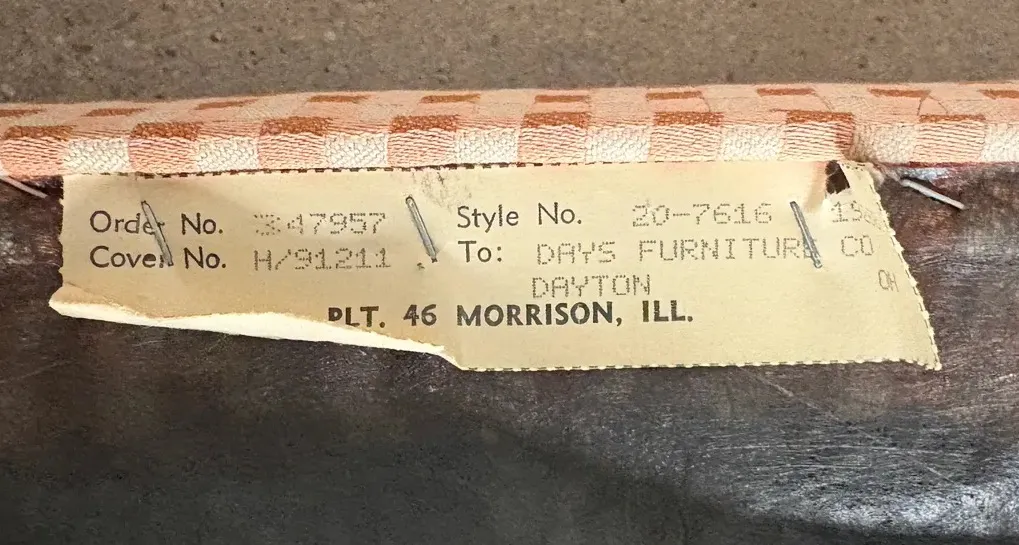 Order No. 347957 Style No. 20-7616
Cover No. H/91211 To: DAYS FURNITURE CO
DAYTON OH
PLT. 46 MORRISON, ILL.